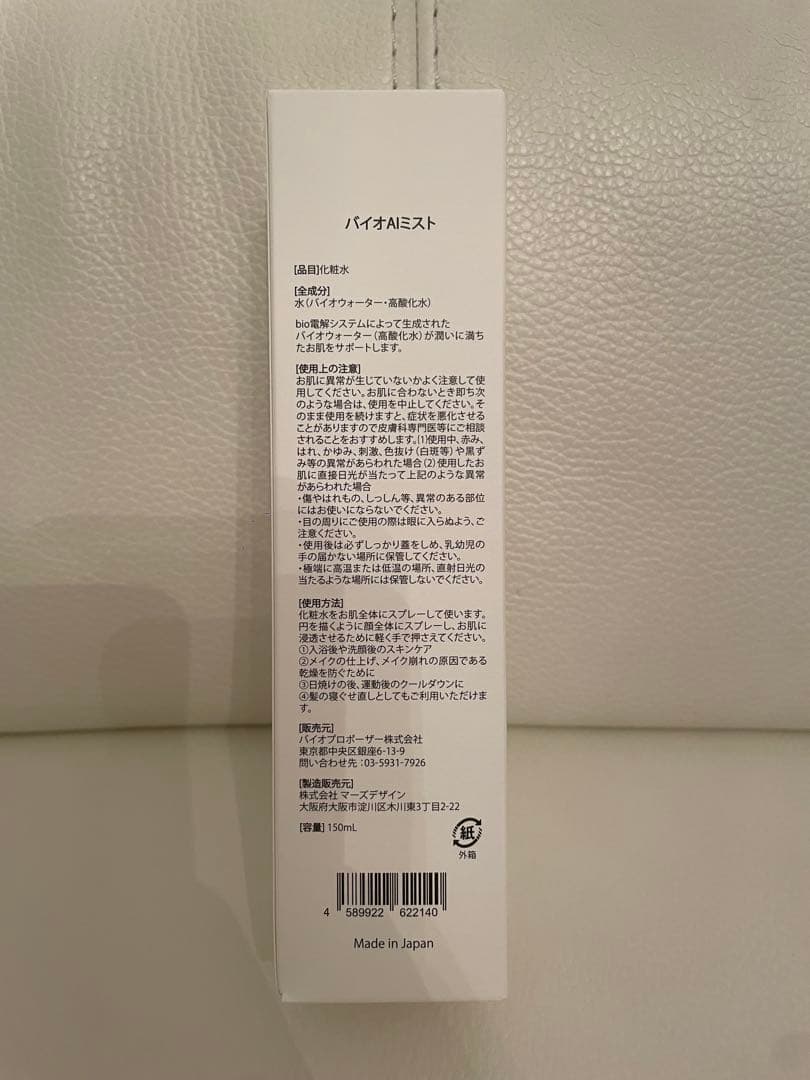 バイオAIミスト
[品目]化粧水
[全成分]
水(バイオウォーター・高酸化水)
bio電解システムによって生成された
バイオウォーター(高酸化水)が潤いに満ち
たお肌をサポートします。
[使用上の注意]
お肌に異常が生じていないかよく注意して使
用してください。お肌に合わないとき即ち次
のような場合は、使用を中止してください。そ
のまま使用を続けますと、症状を悪化させる
ことがありますので皮膚科専門医等にご相談
されることをおすすめします。(1)使用中、赤み、
はれ、かゆみ、刺激、色抜け(白斑等)や黒ず
み等の異常があらわれた場合(2)使用したお
肌に直接日光が当たって上記のような異常
があらわれた場合
・傷やはれもの、しっしん等、異常のある部位
にはお使いにならないでください。
・目の周りにご使用の際は眼に入らぬよう、ご
注意ください。
・使用後は必ずしっかり蓋をしめ、乳幼児の
手の届かない場所に保管してください。
・極端に高温または低温の場所、直射日光の
当たるような場所には保管しないでください。
[使用方法]
化粧水をお肌全体にスプレーして使います。
円を描くように顔全体にスプレーし、お肌に
浸透させるために軽く手で押さえてください。
①入浴後や洗顔後のスキンケア
②メイクの仕上げ、メイク崩れの原因である
乾燥を防ぐために
③日焼けの後、運動後のクールダウンに
④髪の寝ぐせ直しとしてもご利用いただけま
す。
[販売元]
バイオプロポーザー株式会社
東京都中央区銀座6-13-9
問い合わせ先:03-5931-7926
[製造販売元]
株式会社 マーズデザイン
大阪府大阪市淀川区木川東3丁目2-22
[容量] 150mL
紙
外箱
4 589922 622140
Made in Japan